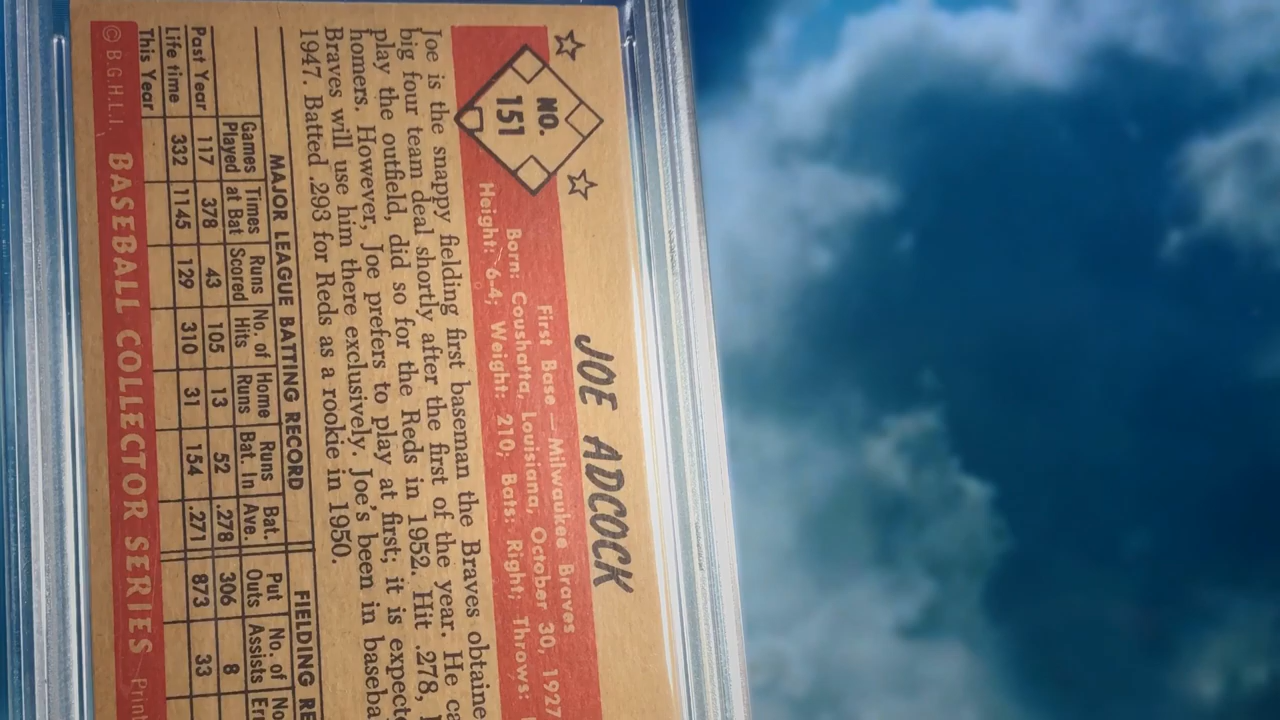 JOE ADCOCK
NO.
151
First Base — Milwaukee Braves
Born: Coushatta, Louisiana, October 30, 1927
Height: 6-4; Weight: 210; Bats: Right; Throws:
Joe is the snappy fielding first baseman the Braves
big four team deal shortly after the first of the year. He
play the outfield, did so for the Reds in 1952. Hit .278,
homers. However, Joe prefers to play at first; it is
Braves will use him there exclusively. Joe's been in
1947. Batted .293 for Reds as a rookie in 1950.
MAJOR LEAGUE BATTING RECORD FIELDING
Games Times Runs No. of Home Runs Bat. Put No. of
Played at Bat Scored Hits Runs Bat. In Ave. Outs Assists
Past Year 117 378 43 105 13 52 .278 306 8
Life time 332 1145 129 310 31 154 .271 873 33
This Year
© B.G.H.L.I. BASEBALL COLLECTOR SERIES